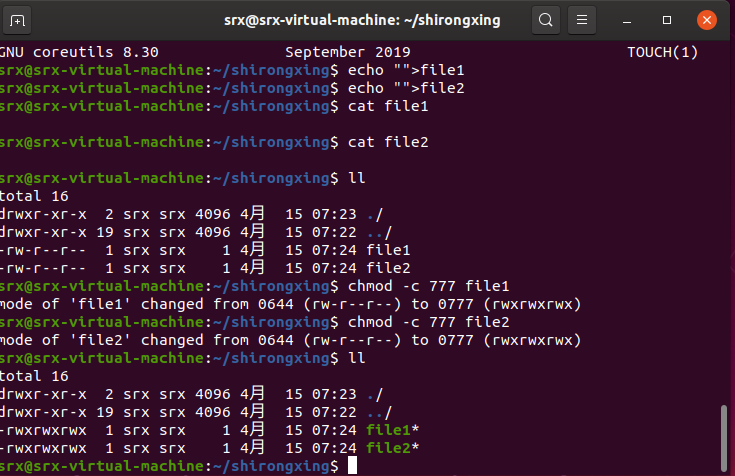 srx@srx-virtual-machine: ~/shirongxing
GNU coreutils 8.30 September 2019 TOUCH(1)
srx@srx-virtual-machine:~/shirongxing$ echo "">file1
srx@srx-virtual-machine:~/shirongxing$ echo "">file2
srx@srx-virtual-machine:~/shirongxing$ cat file1

srx@srx-virtual-machine:~/shirongxing$ cat file2

srx@srx-virtual-machine:~/shirongxing$ ll
total 16
drwxr-xr-x  2 srx srx 4096 4月  15 07:23 ./
drwxr-xr-x 19 srx srx 4096 4月  15 07:22 ../
-rw-r--r--  1 srx srx    1 4月  15 07:24 file1
-rw-r--r--  1 srx srx    1 4月  15 07:24 file2
srx@srx-virtual-machine:~/shirongxing$ chmod -c 777 file1
mode of 'file1' changed from 0644 (rw-r--r--) to 0777 (rwxrwxrwx)
srx@srx-virtual-machine:~/shirongxing$ chmod -c 777 file2
mode of 'file2' changed from 0644 (rw-r--r--) to 0777 (rwxrwxrwx)
srx@srx-virtual-machine:~/shirongxing$ ll
total 16
drwxr-xr-x  2 srx srx 4096 4月  15 07:23 ./
drwxr-xr-x 19 srx srx 4096 4月  15 07:22 ../
-rwxrwxrwx  1 srx srx    1 4月  15 07:24 file1*
-rwxrwxrwx  1 srx srx    1 4月  15 07:24 file2*
srx@srx-virtual-machine:~/shirongxing$